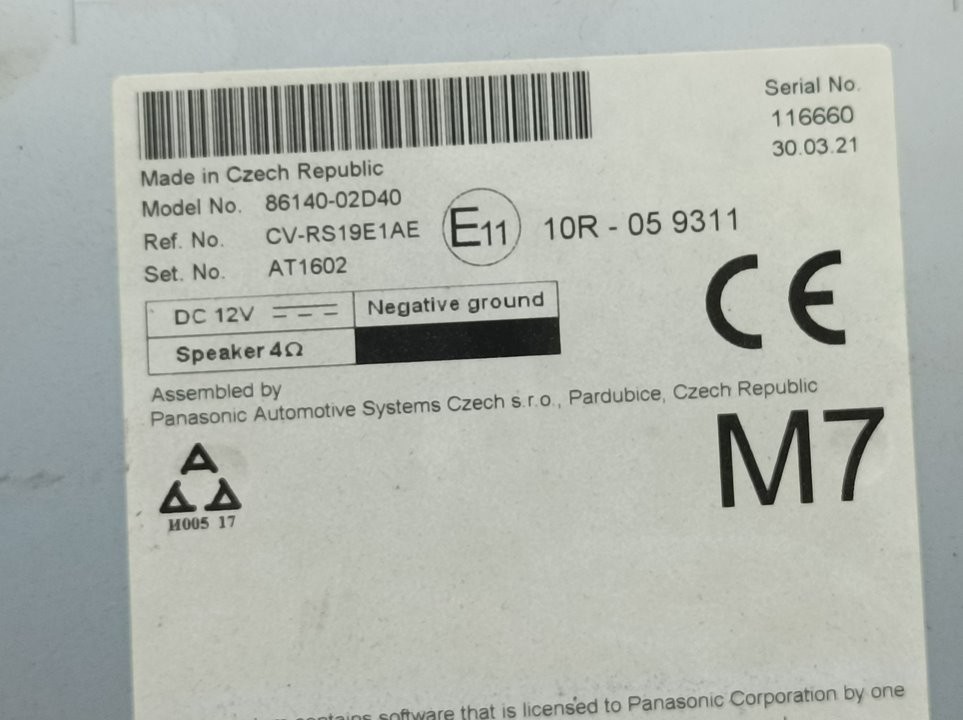 Serial No.
116660
30.03.21
Made in Czech Republic
Model No. 86140-02D40
Ref. No. CV-RS19E1AE
E11 10R - 05 9311
Set. No. AT1602
CE
DC 12V Negative ground
Speaker 4Ω
Assembled by
Panasonic Automotive Systems Czech s.r.o., Pardubice, Czech Republic
M7
H005 17
contains software that is licensed to Panasonic Corporation by one